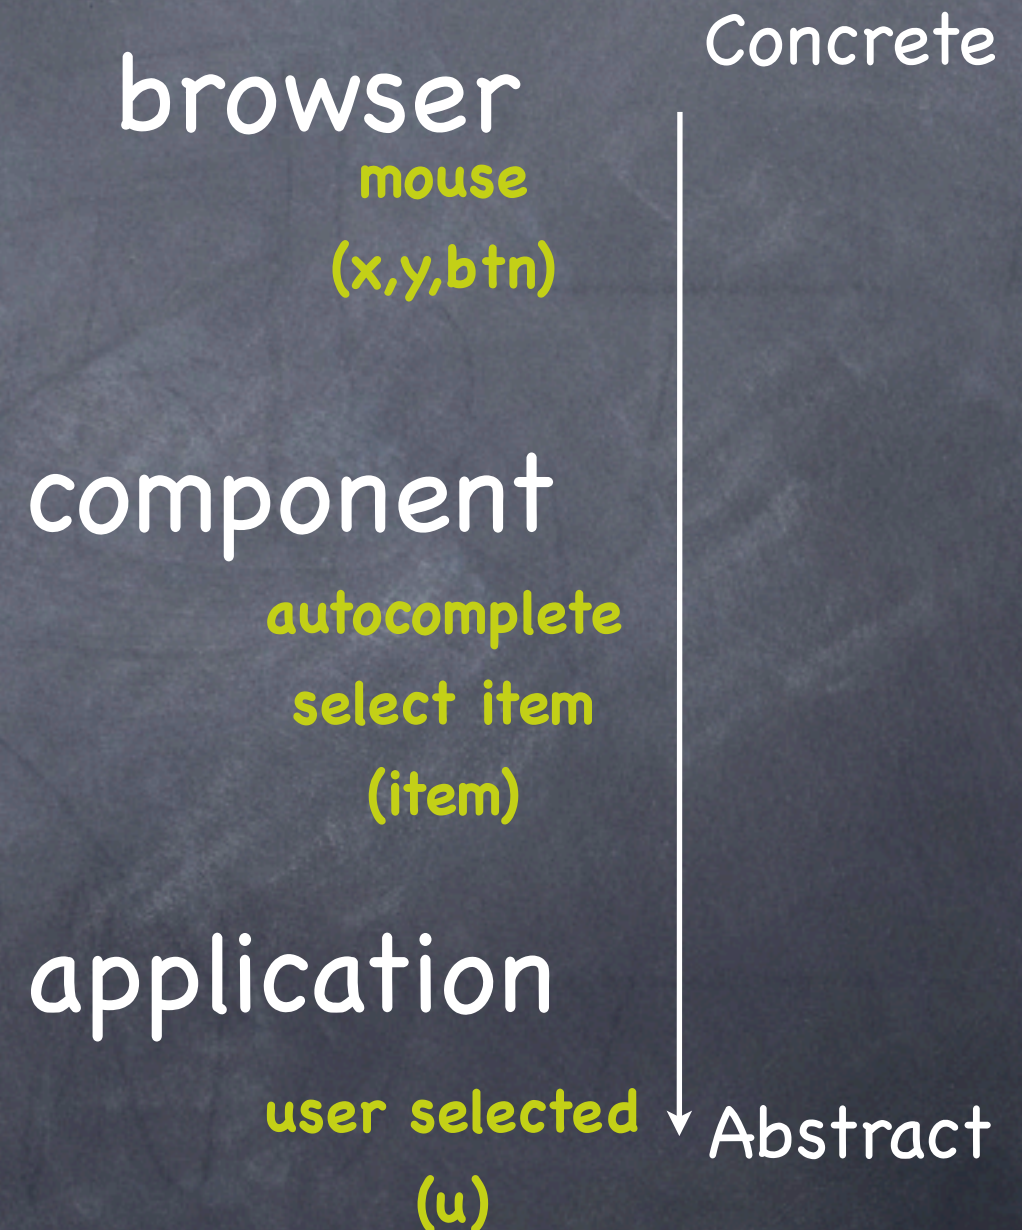 Concrete
browser
mouse
(x,y,btn)
component
autocomplete
select item
(item)
application
user selected
Abstract
(u)